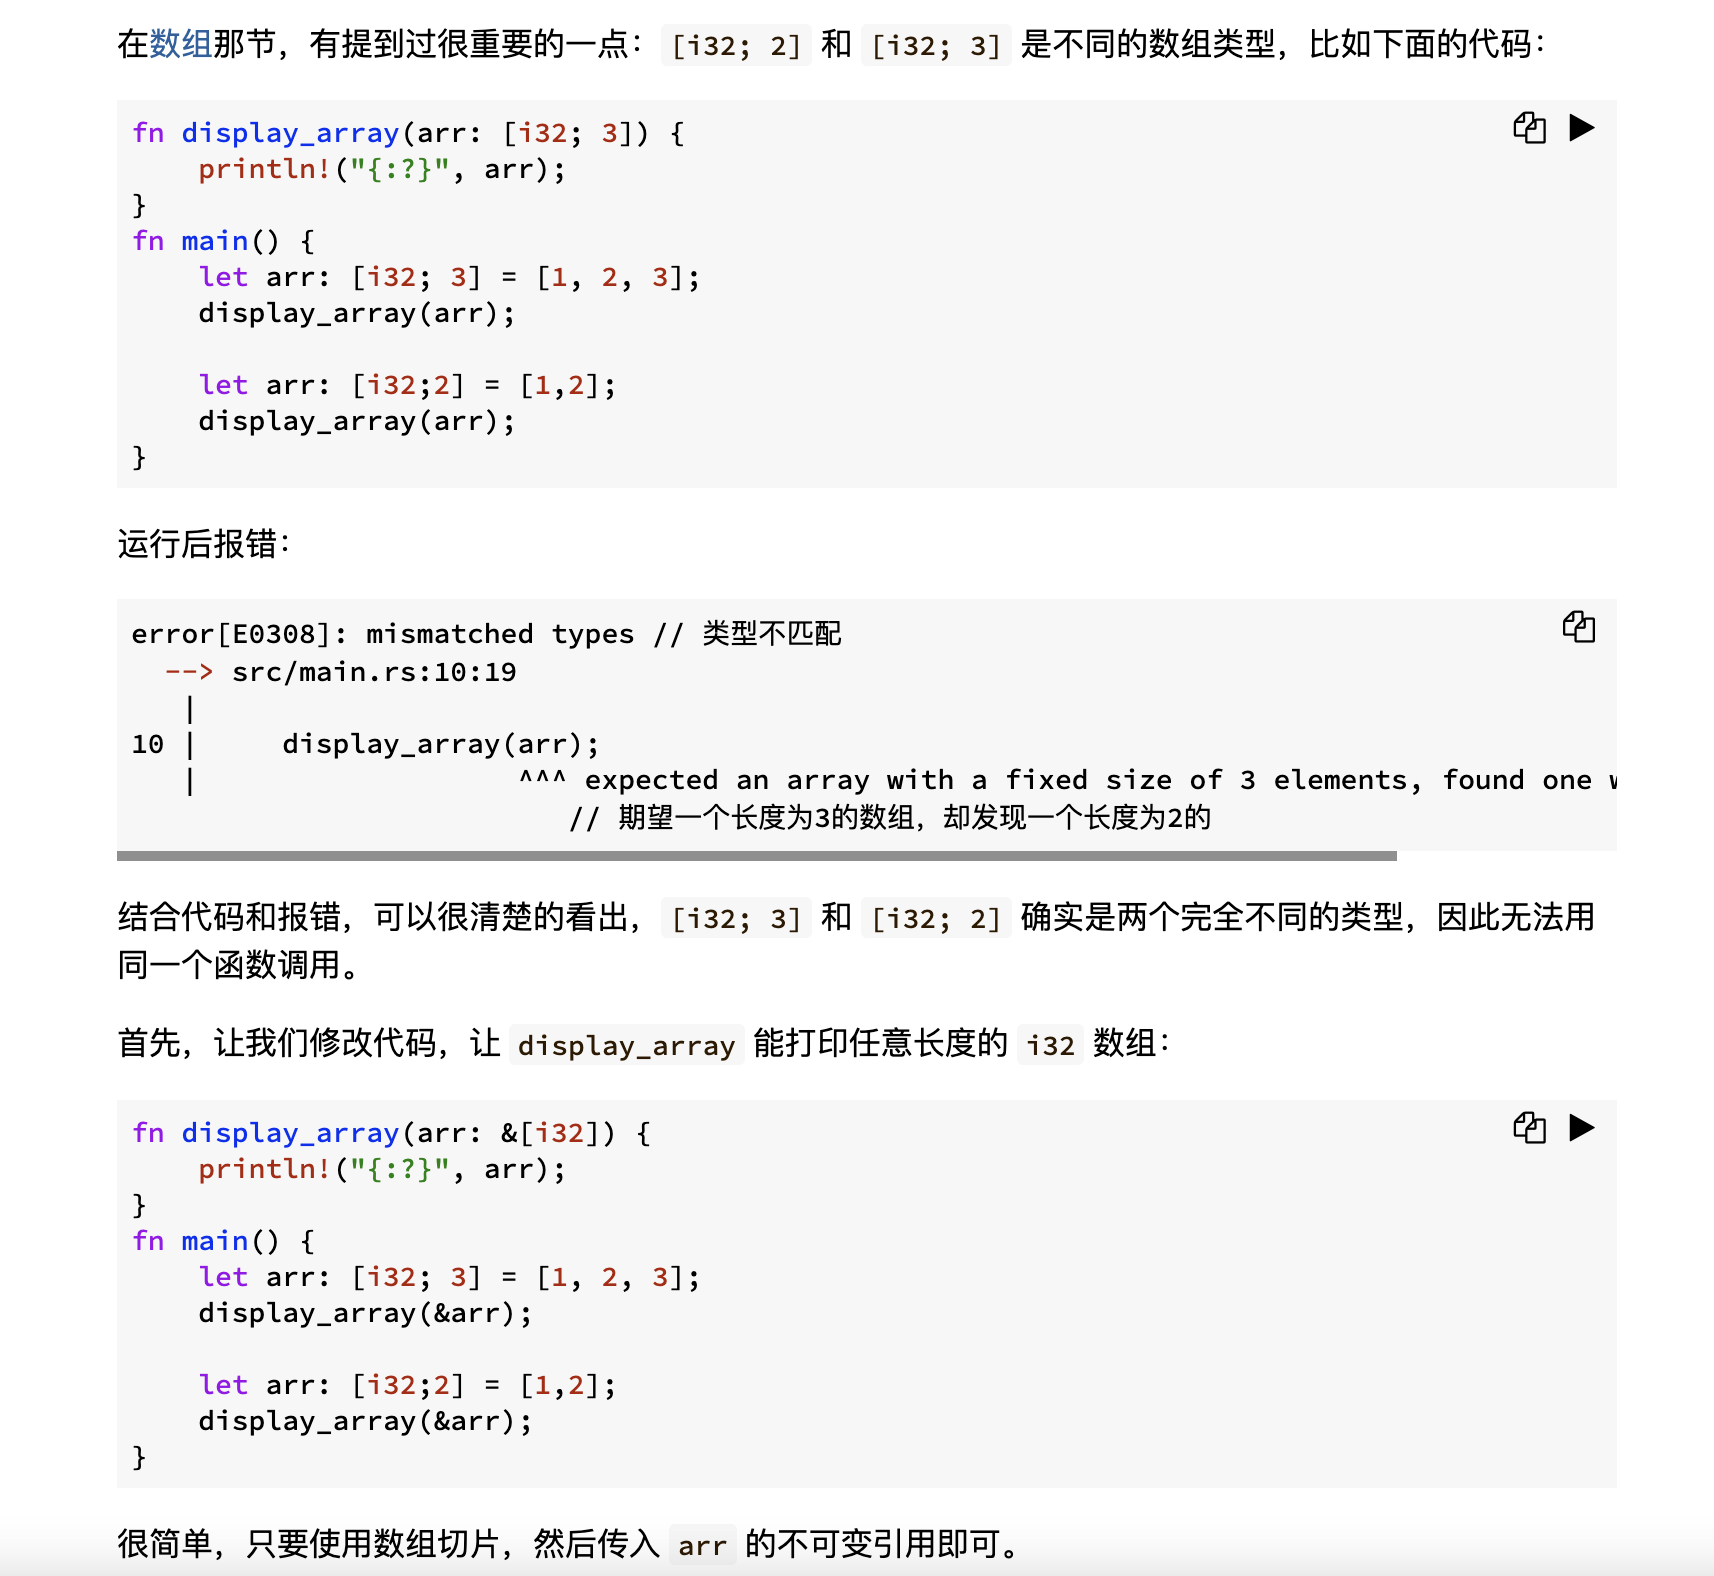 在数组那节，有提到过很重要的一点： [i32; 2] 和 [i32; 3] 是不同的数组类型，比如下面的代码：
fn display_array(arr: [i32; 3]) {
    println!("{:?}", arr);
}
fn main() {
    let arr: [i32; 3] = [1, 2, 3];
    display_array(arr);

    let arr: [i32;2] = [1,2];
    display_array(arr);
}
运行后报错：
error[E0308]: mismatched types // 类型不匹配
  --> src/main.rs:10:19
   |
10 |     display_array(arr);
   |                   ^^^ expected an array with a fixed size of 3 elements, found one
                          // 期望一个长度为3的数组，却发现一个长度为2的
结合代码和报错，可以很清楚的看出， [i32; 3] 和 [i32; 2] 确实是两个完全不同的类型，因此无法用
同一个函数调用。
首先，让我们修改代码，让 display_array 能打印任意长度的 i32 数组：
fn display_array(arr: &[i32]) {
    println!("{:?}", arr);
}
fn main() {
    let arr: [i32; 3] = [1, 2, 3];
    display_array(&arr);

    let arr: [i32;2] = [1,2];
    display_array(&arr);
}
很简单，只要使用数组切片，然后传入 arr 的不可变引用即可。